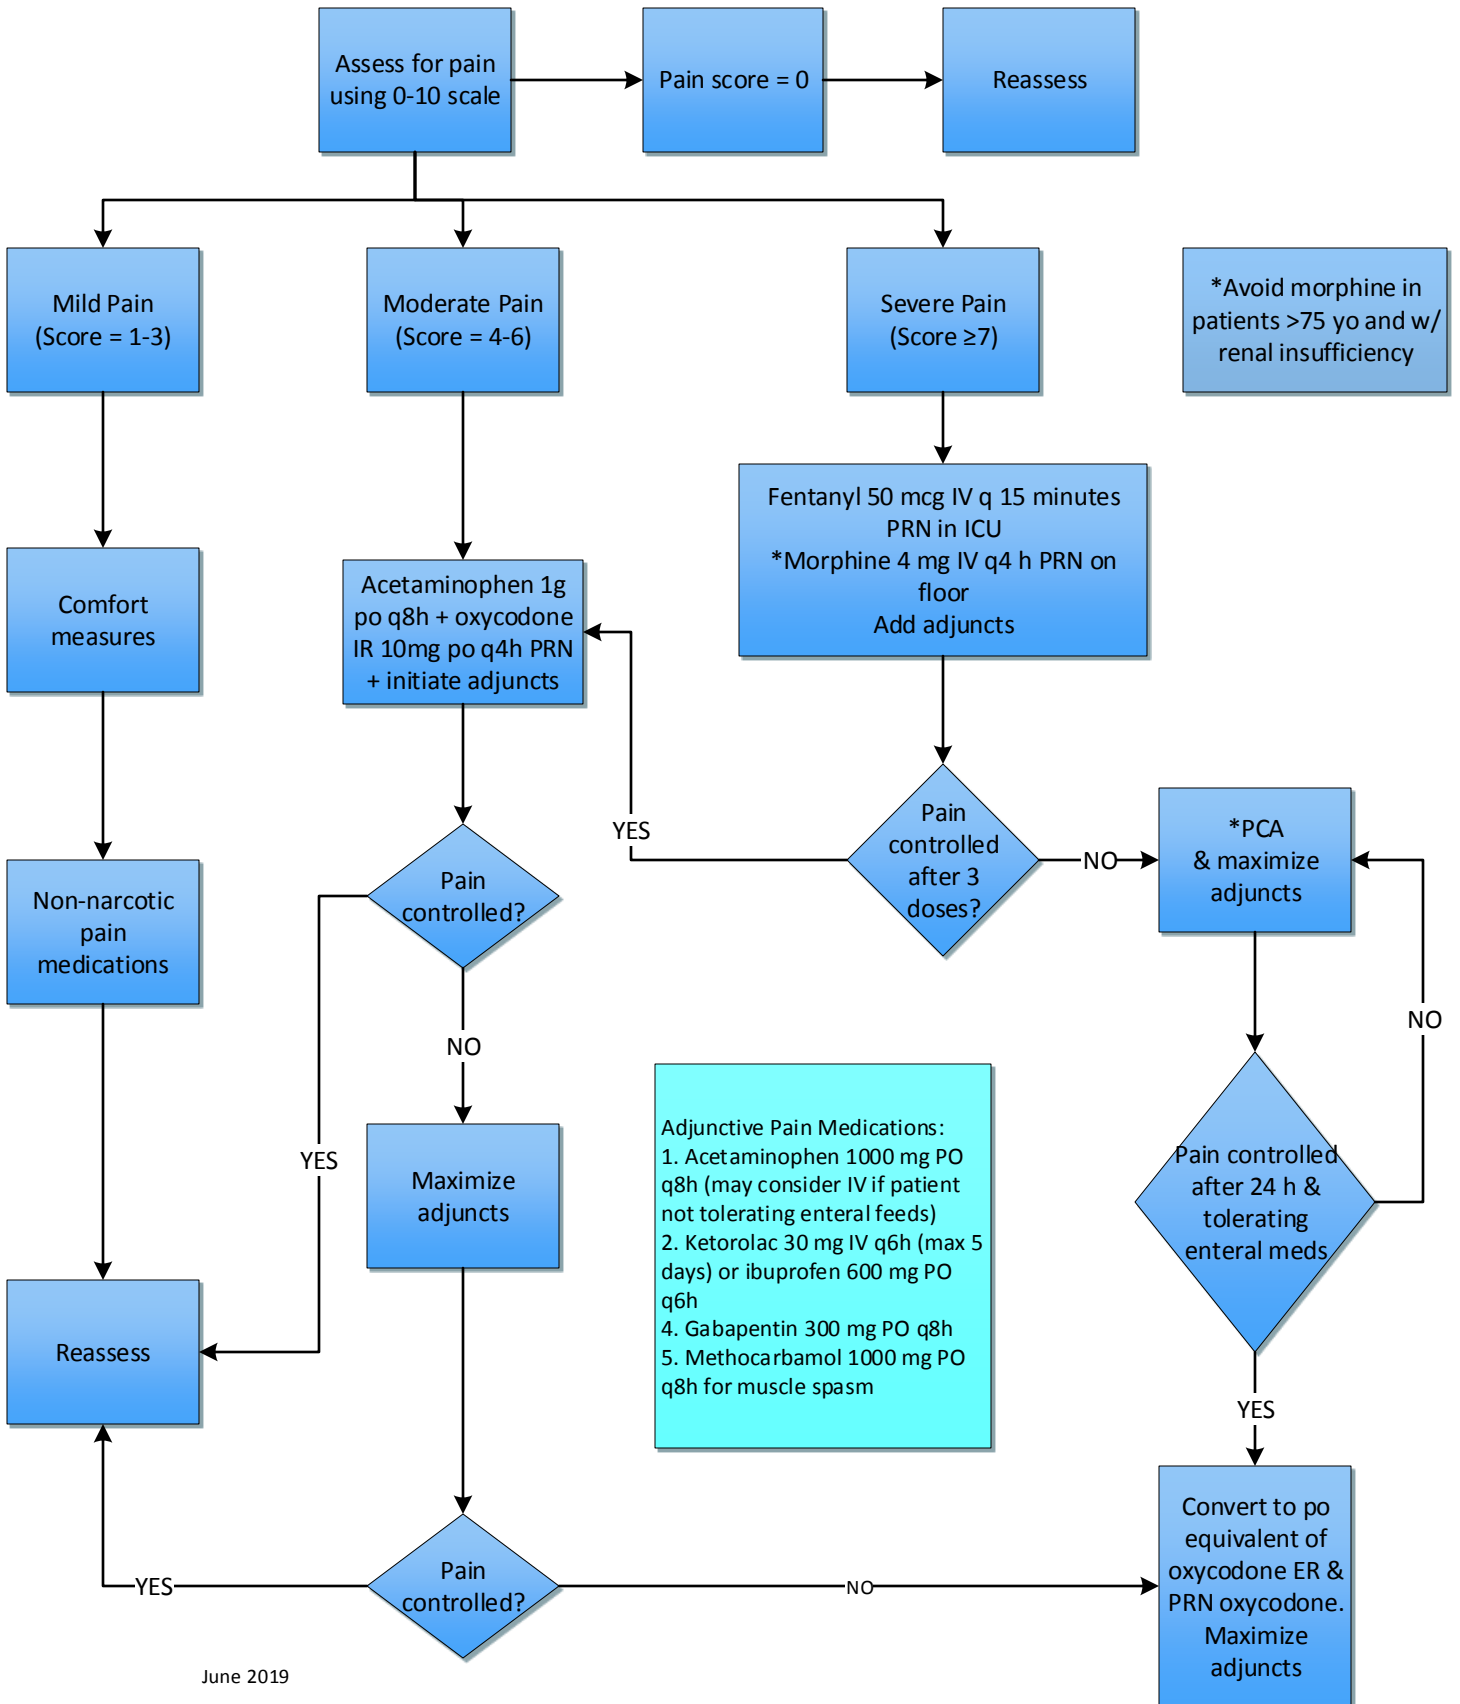 Assess for pain
using 0-10 scale
Pain score = 0
Reassess
Mild Pain
(Score = 1-3)
Moderate Pain
(Score = 4-6)
Severe Pain
(Score ≥7)
*Avoid morphine in
patients >75 yo and w/
renal insufficiency
Fentanyl 50 mcg IV q 15 minutes
PRN in ICU
*Morphine 4 mg IV q4 h PRN on
floor
Add adjuncts
Comfort
measures
Acetaminophen 1g
po q8h + oxycodone
IR 10mg po q4h PRN
+ initiate adjuncts
Pain
controlled
after 3
doses?
YES
NO
*PCA
& maximize
adjuncts
Non-narcotic
pain
medications
Pain
controlled?
NO
NO
YES
Maximize
adjuncts
Adjunctive Pain Medications:
1. Acetaminophen 1000 mg PO
q8h (may consider IV if patient
not tolerating enteral feeds)
2. Ketorolac 30 mg IV q6h (max 5
days) or ibuprofen 600 mg PO
q6h
4. Gabapentin 300 mg PO q8h
5. Methocarbamol 1000 mg PO
q8h for muscle spasm
Pain controlled
after 24 h &
tolerating
enteral meds
Reassess
YES
Pain
controlled?
YES
NO
Convert to po
equivalent of
oxycodone ER &
PRN oxycodone.
Maximize
adjuncts
June 2019